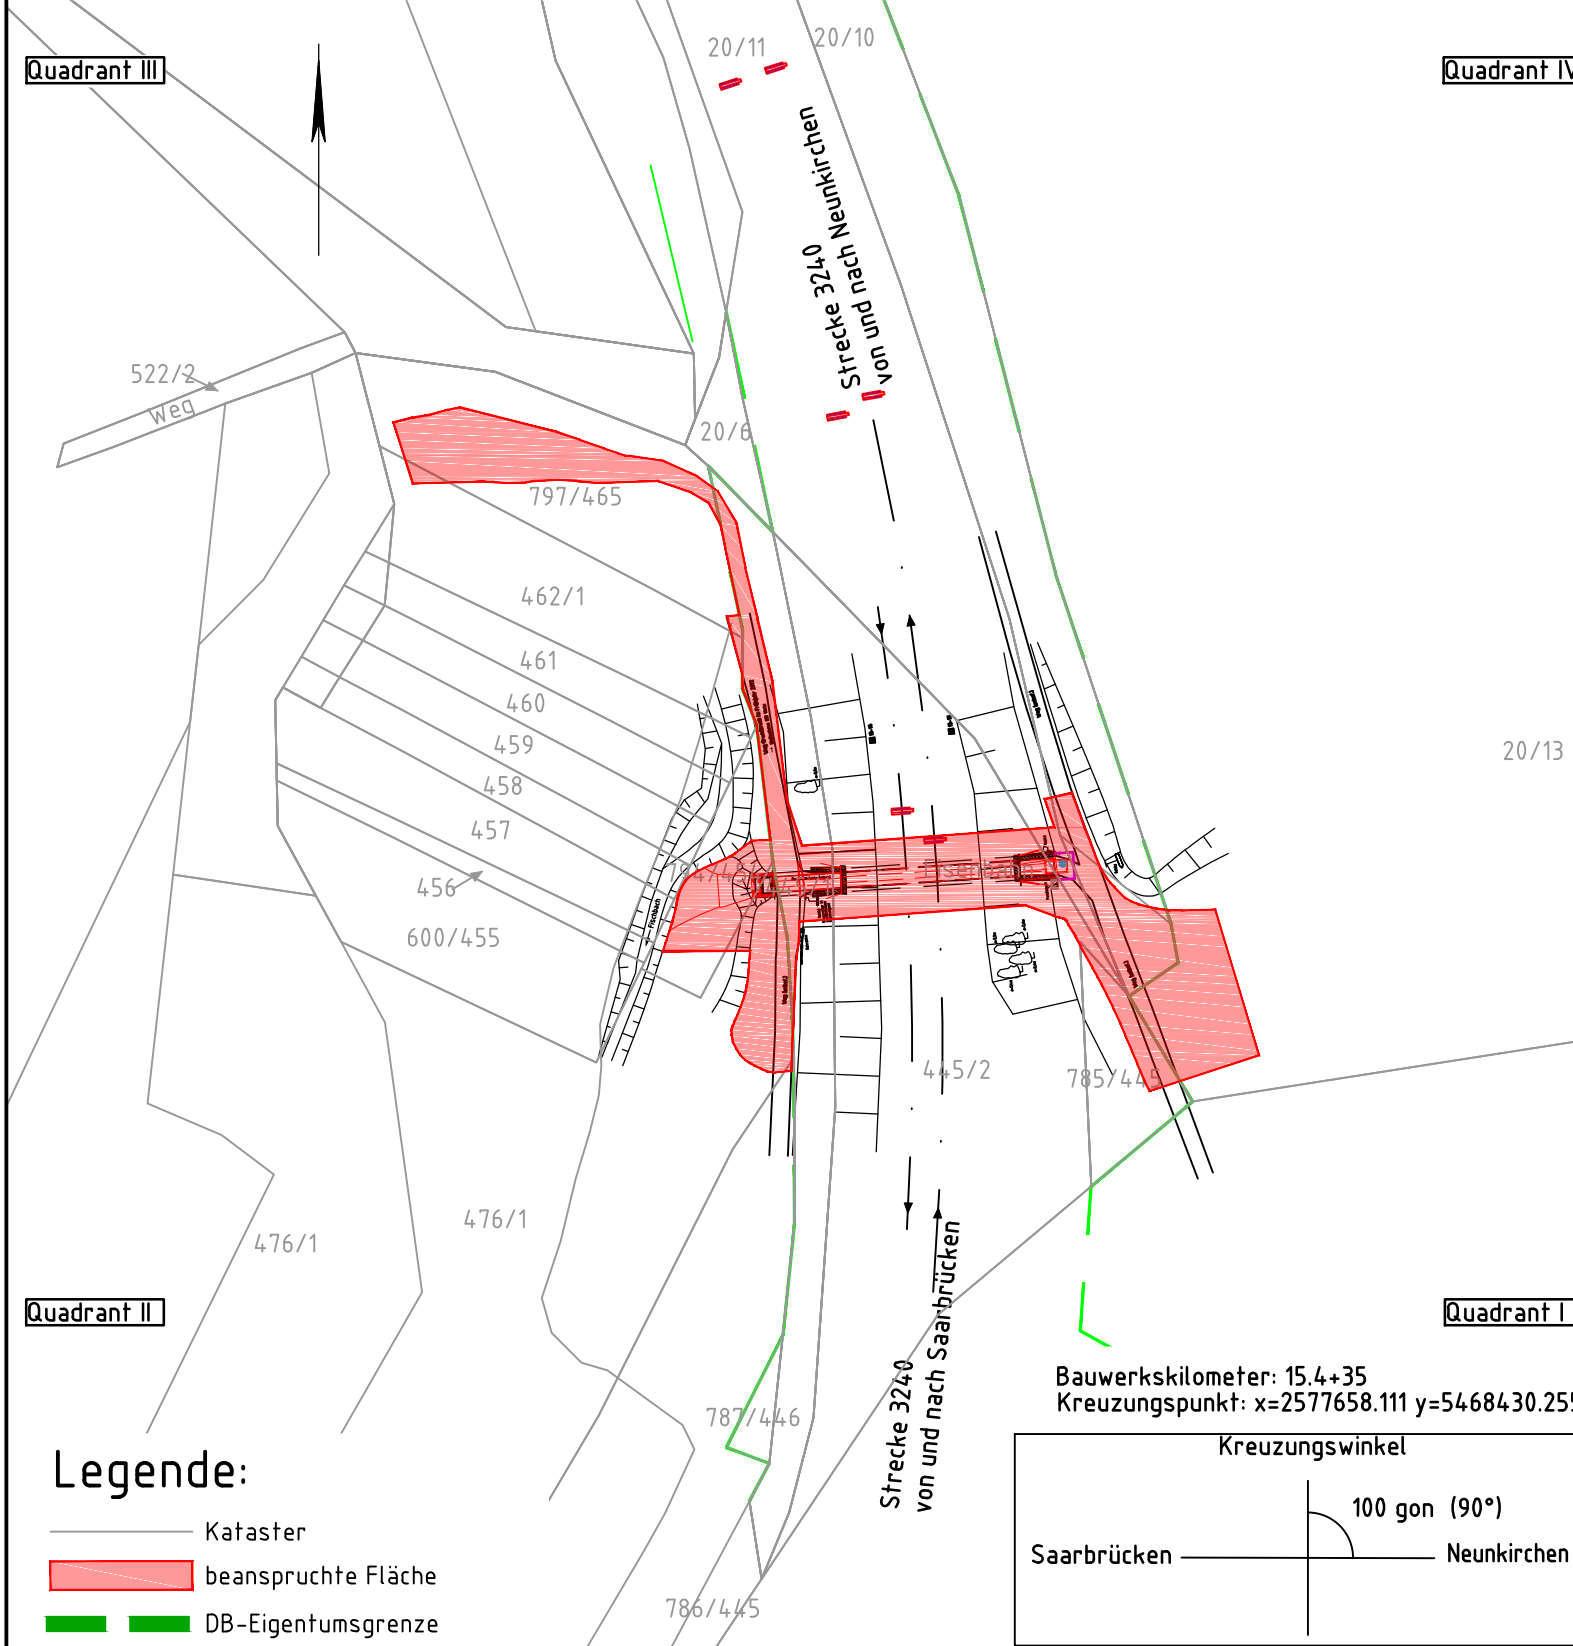 20/11
20/10
Quadrant III
Quadrant IV
Strecke 3240
von und nach Neunkirchen
522/2
Weg
20/6
797/465
462/1
461
460
459
458
457
456
600/455
20/13
Eisenbahn
Fischbach
445/2
785/445
476/1
476/1
Quadrant II
Quadrant I
Strecke 3240
von und nach Saarbrücken
787/446
786/445
Bauwerkskilometer: 15.4+35
Kreuzungspunkt: x=2577658.111 y=5468430.255
Kreuzungswinkel
100 gon (90°)
Saarbrücken
Neunkirchen
Legende:
Kataster
beanspruchte Fläche
DB-Eigentumsgrenze